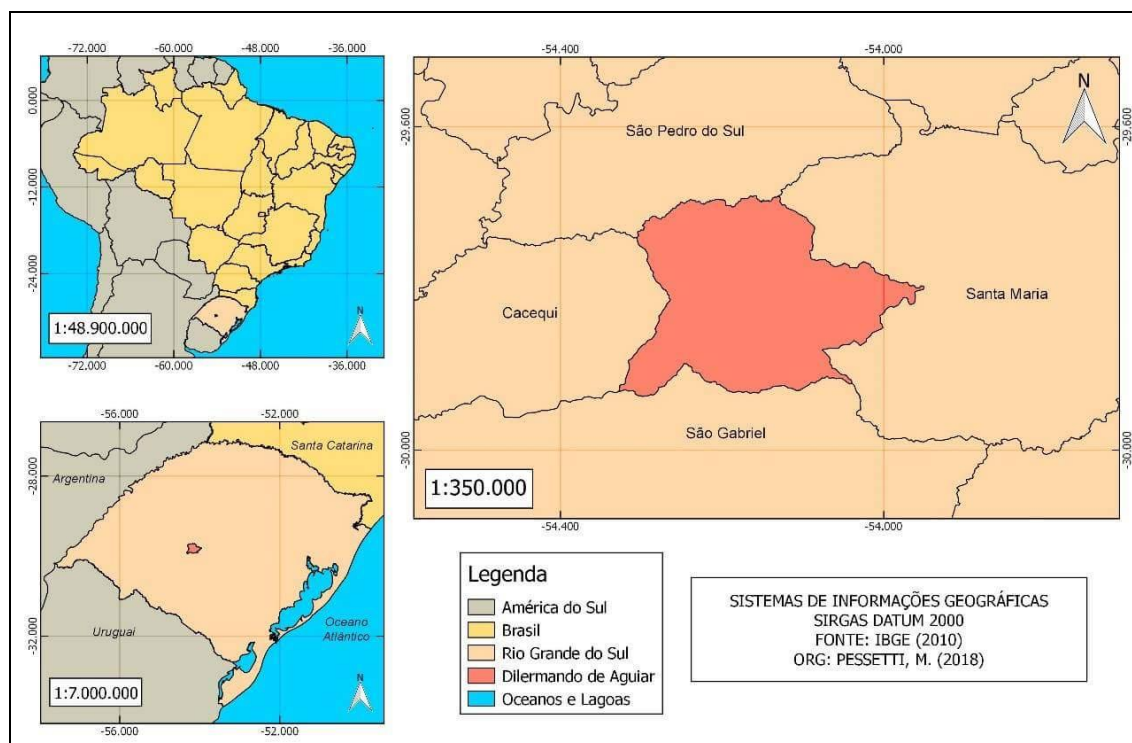 -72.000 -60.000 -48.000 -36.000
0.000
-12.000
-24.000
1:48.900.000
N
-72.000 -60.000 -48.000 -36.000
-56.000 -52.000
Santa Catarina
-28.000
Argentina
Uruguai
Oceano
Atlântico
-32.000
1:7.000.000
N
-56.000 -52.000
-54.400 -54.000
N
-29.600
-29.600
São Pedro do Sul
Cacequi
Santa Maria
São Gabriel
-30.000
-30.000
1:350.000
-54.400 -54.000
Legenda
América do Sul
Brasil
Rio Grande do Sul
Dilermando de Aguiar
Oceanos e Lagoas
SISTEMAS DE INFORMAÇÕES GEOGRÁFICAS
SIRGAS DATUM 2000
FONTE: IBGE (2010)
ORG: PESSETTI, M. (2018)